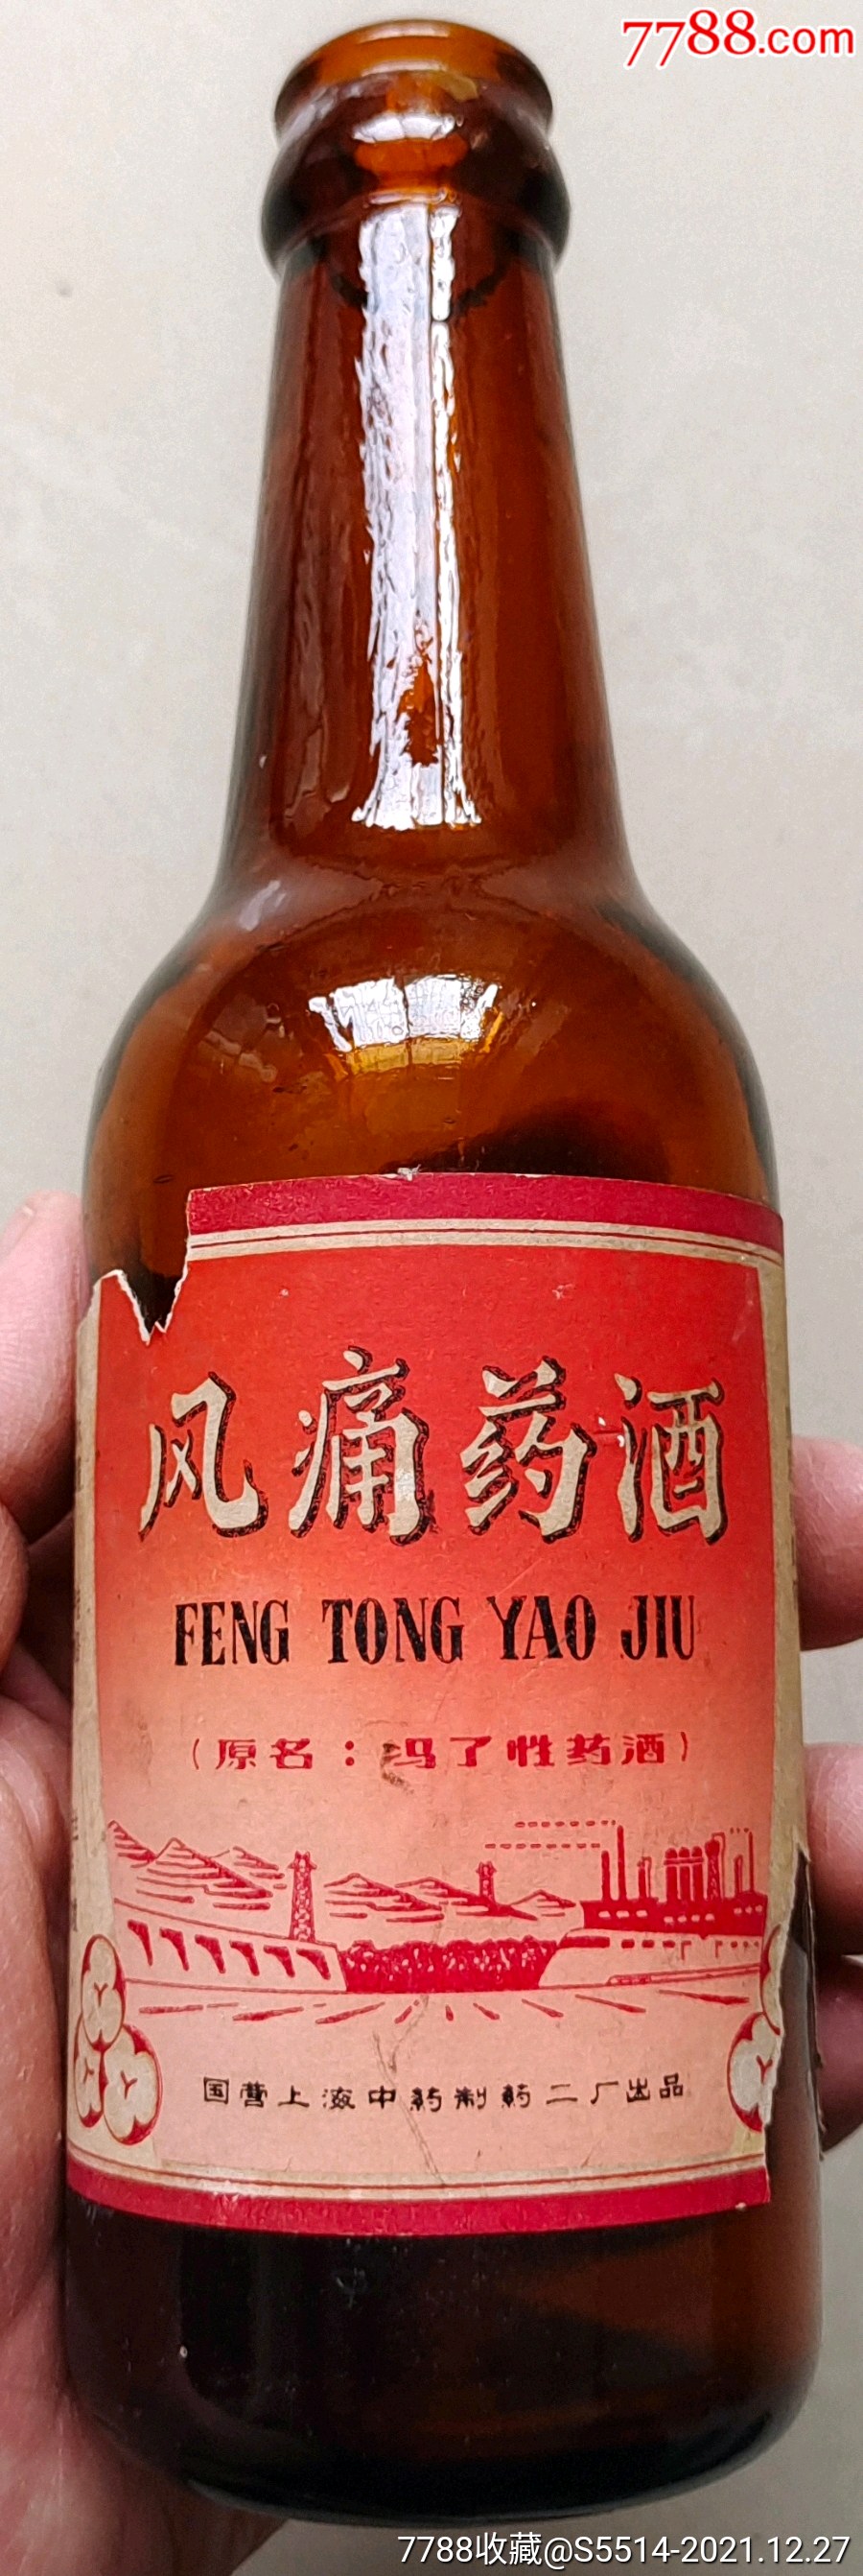 7788.com
风痛药酒
FENG TONG YAO JIU
（原名：冯了性药酒）
国营上海中药制药二厂出品
7788收藏@S5514-2021.12.27